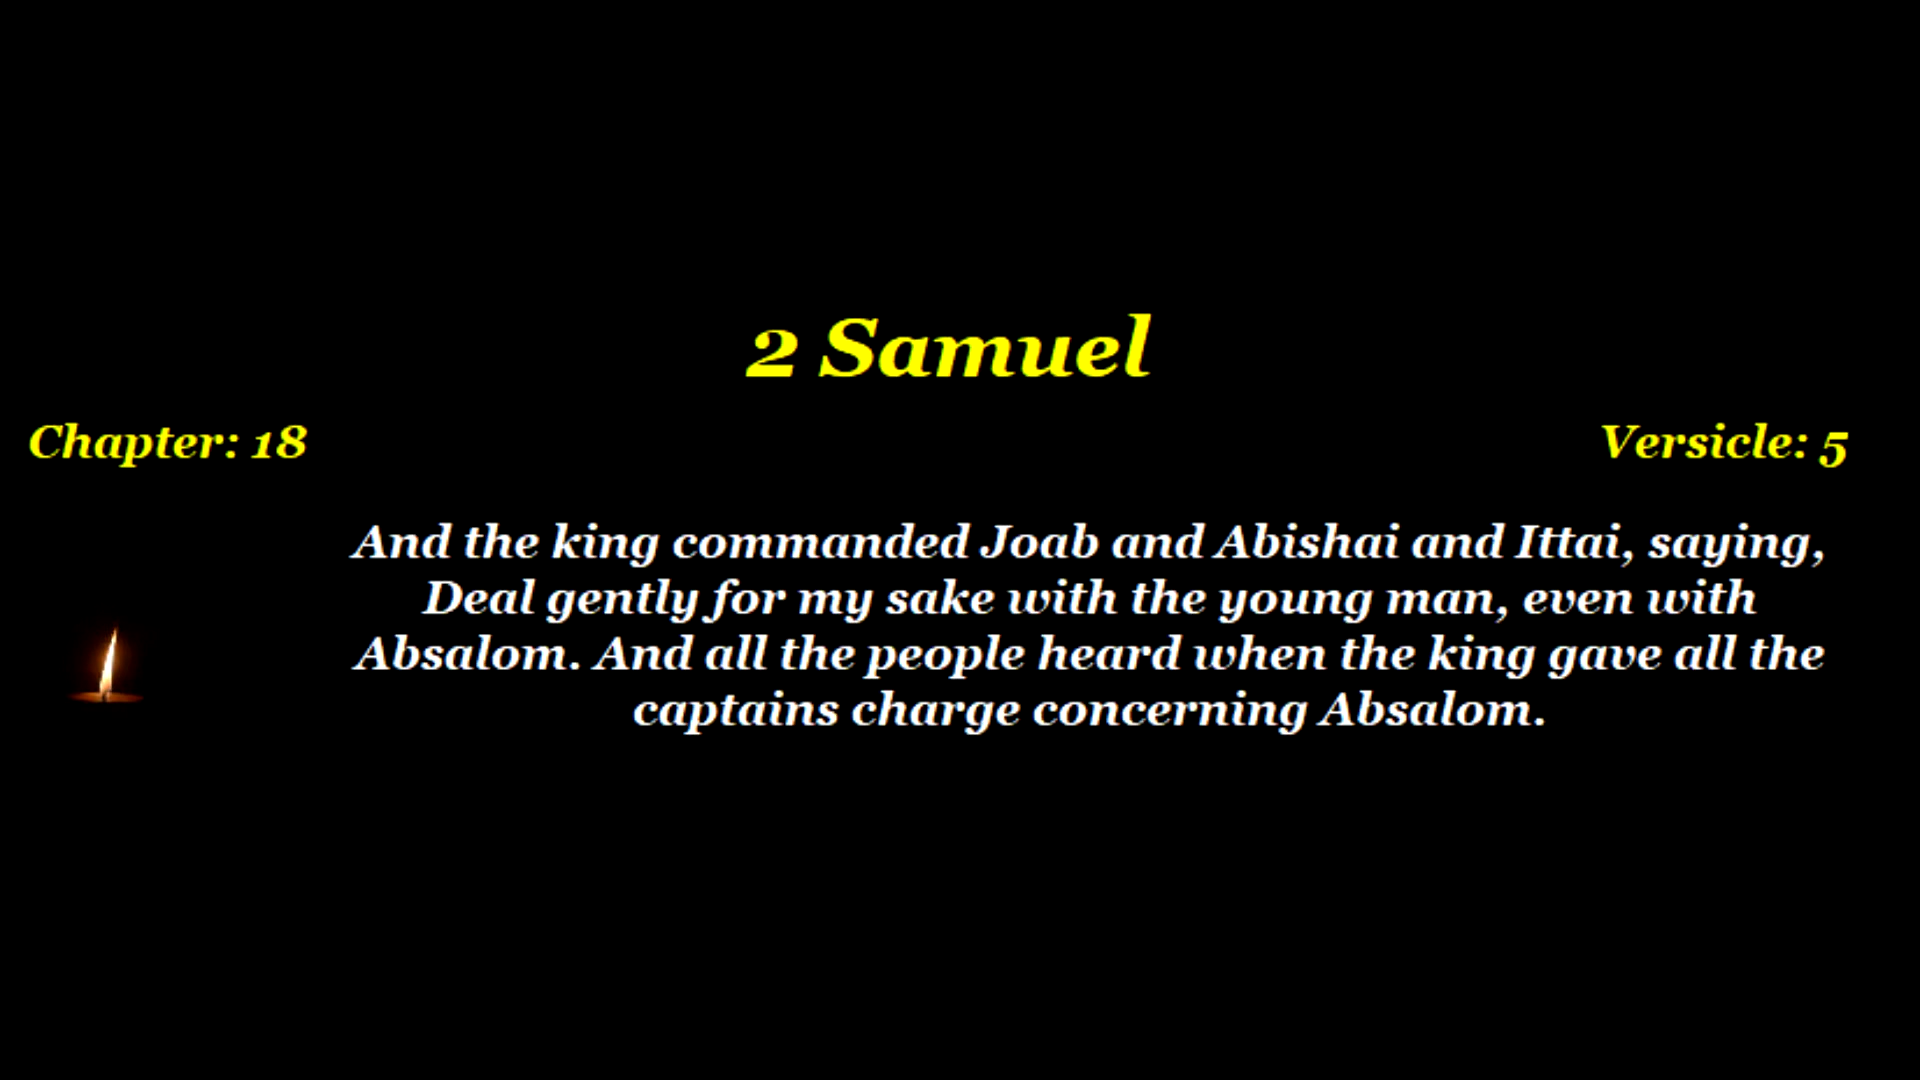 2 Samuel
Chapter: 18
Versicle: 5
And the king commanded Joab and Abishai and Ittai, saying,
Deal gently for my sake with the young man, even with
Absalom. And all the people heard when the king gave all the
captains charge concerning Absalom.